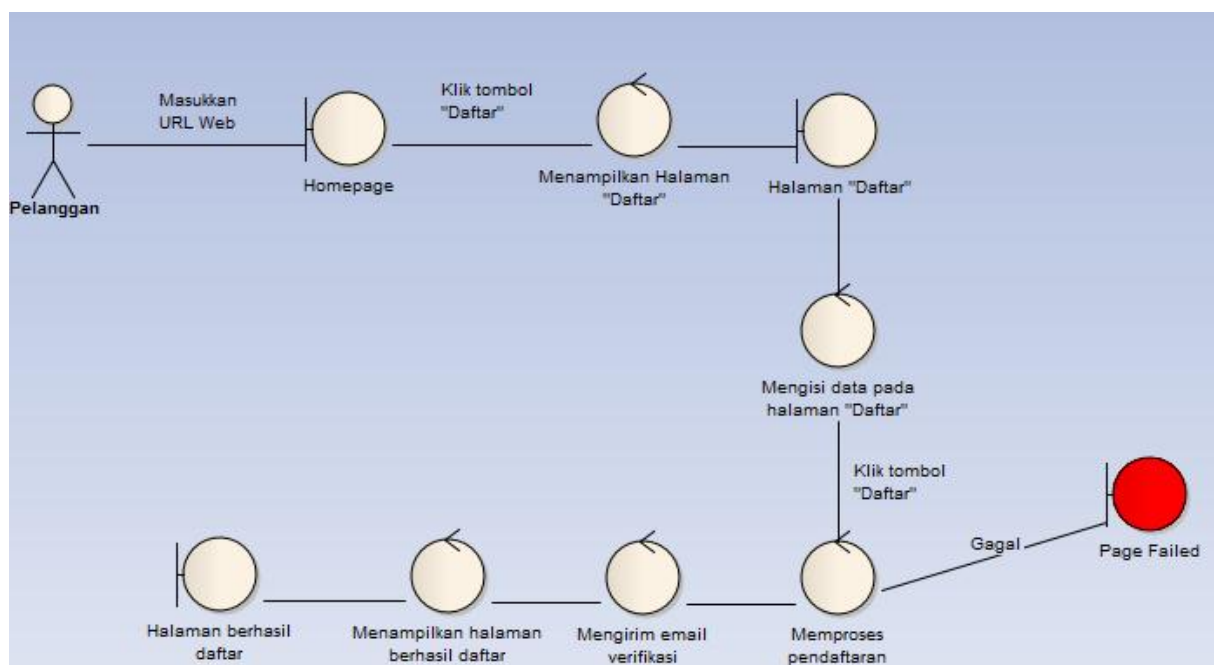 Masukkan
URL Web
Klik tombol
"Daftar"
Pelanggan
Homepage
Menampilkan Halaman
"Daftar"
Halaman "Daftar"
Mengisi data pada
halaman "Daftar"
Klik tombol
"Daftar"
Gagal
Page Failed
Halaman berhasil
daftar
Menampilkan halaman
berhasil daftar
Mengirim email
verifikasi
Memproses
pendaftaran